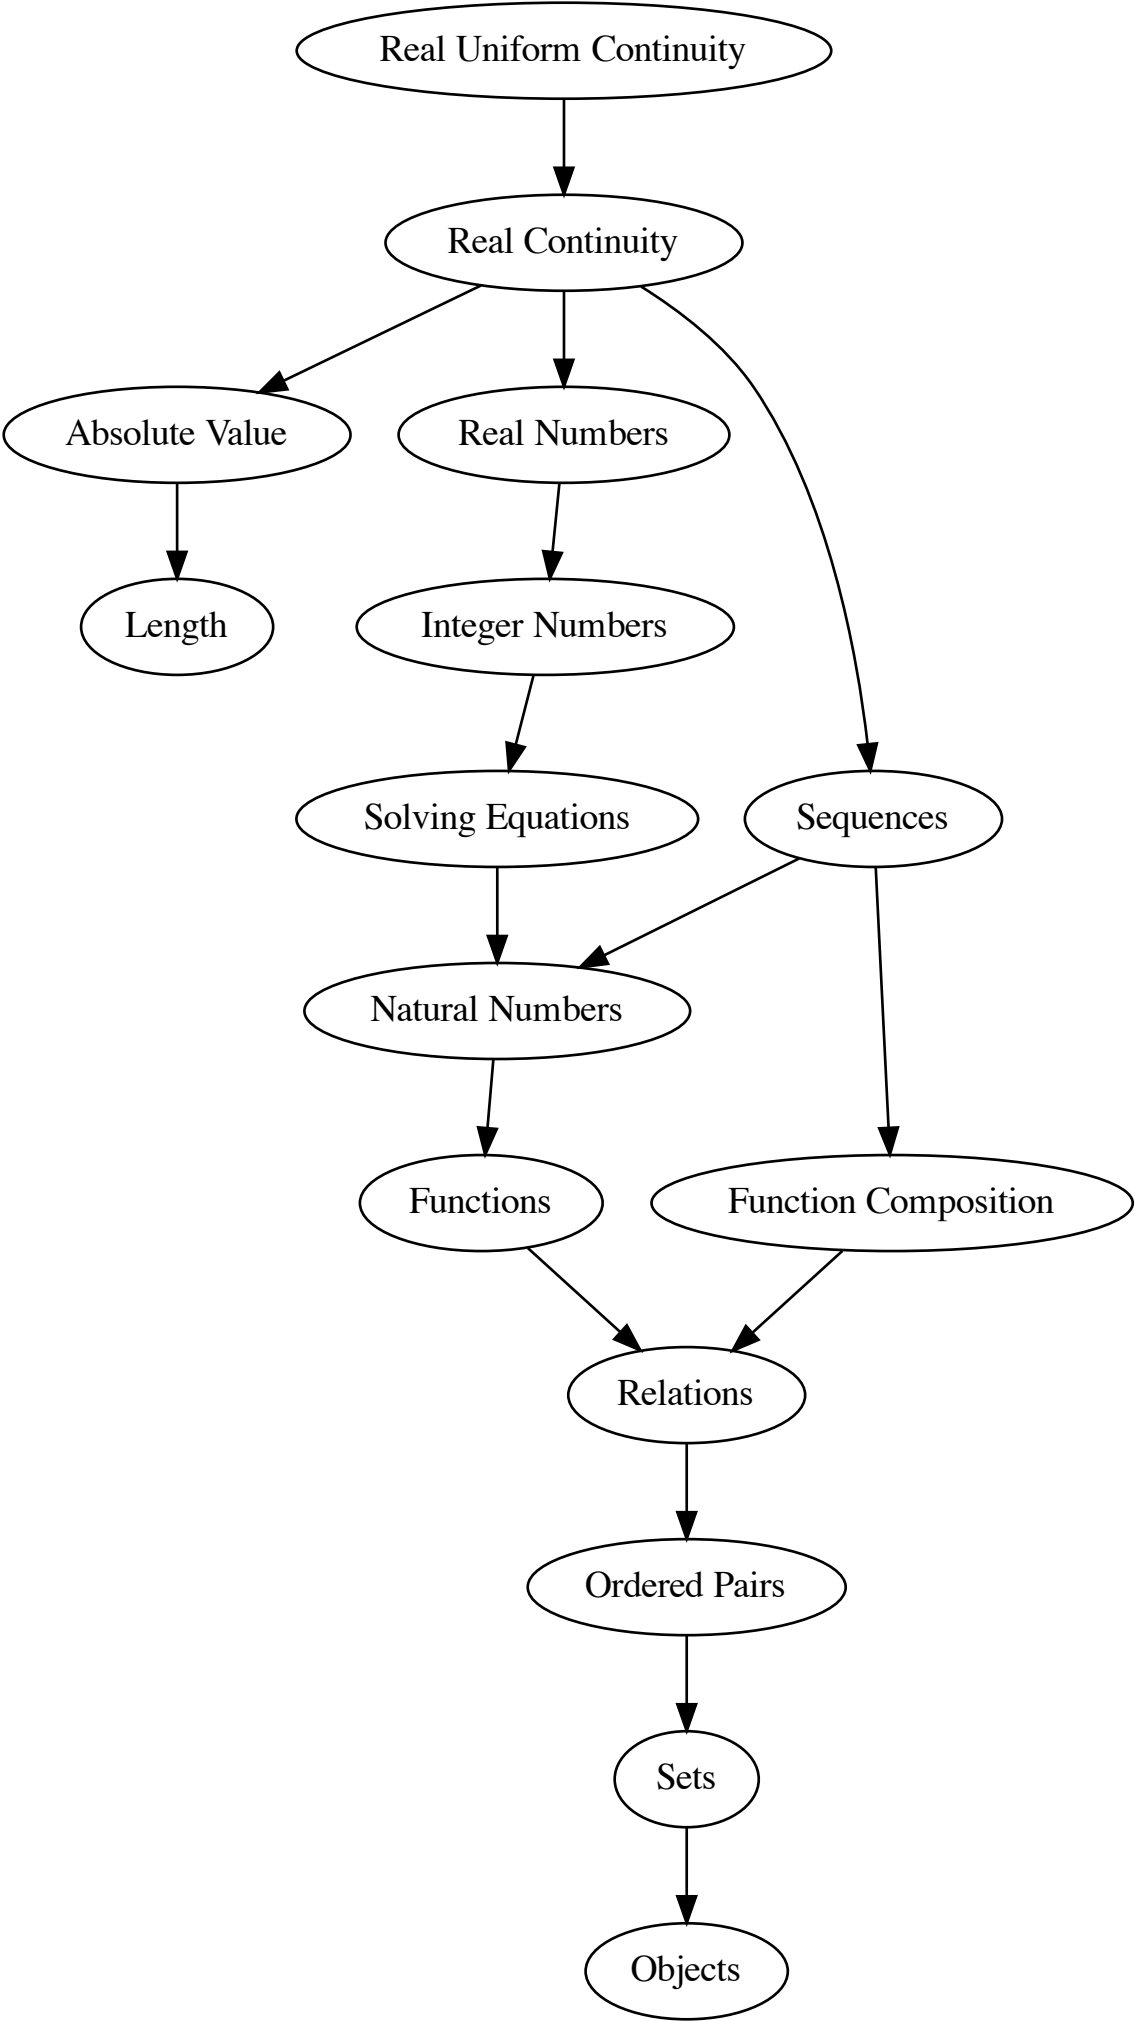 Real Uniform Continuity
Real Continuity
Absolute Value
Real Numbers
Length
Integer Numbers
Solving Equations
Sequences
Natural Numbers
Functions
Function Composition
Relations
Ordered Pairs
Sets
Objects